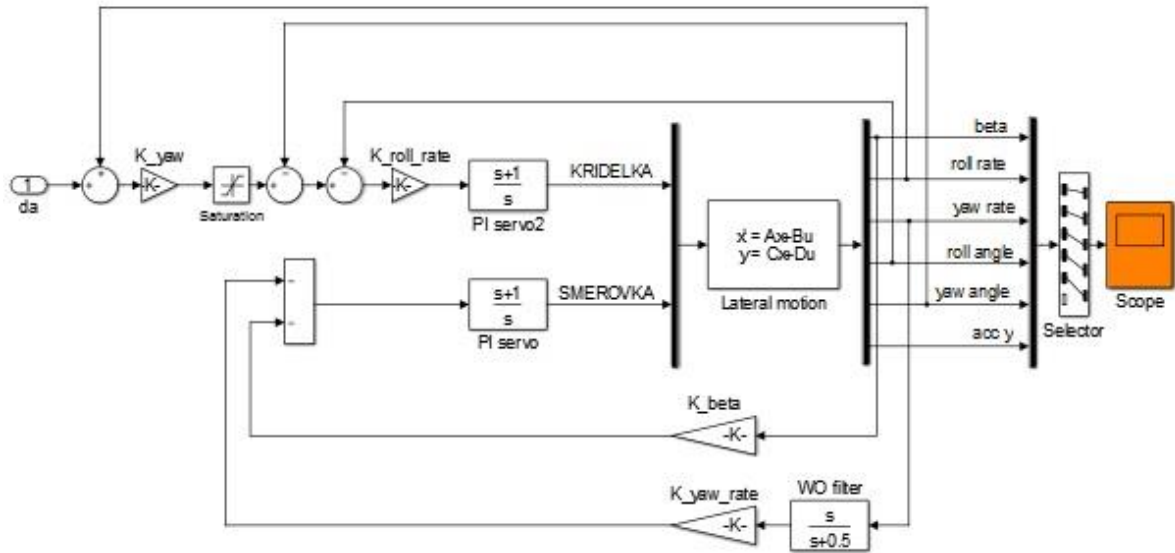 K_yaw
K_roll_rate
1
da
-K-
Saturation
-K-
s+1
s
PI servo2
KRIDELKA
s+1
s
PI servo
SMEROVKA
x' = Ax+Bu
y = Cx+Du
Lateral motion
beta
roll rate
yaw rate
roll angle
yaw angle
acc y
Selector
Scope
K_beta
-K-
K_yaw_rate
-K-
WO filter
s
s+0.5